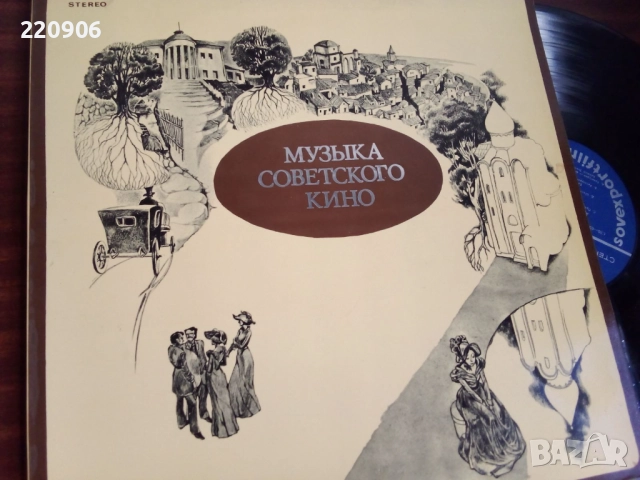 STEREO
220906
МУЗЫКА
СОВЕТСКОГО
КИНО
sovexportfilm
BAZAR